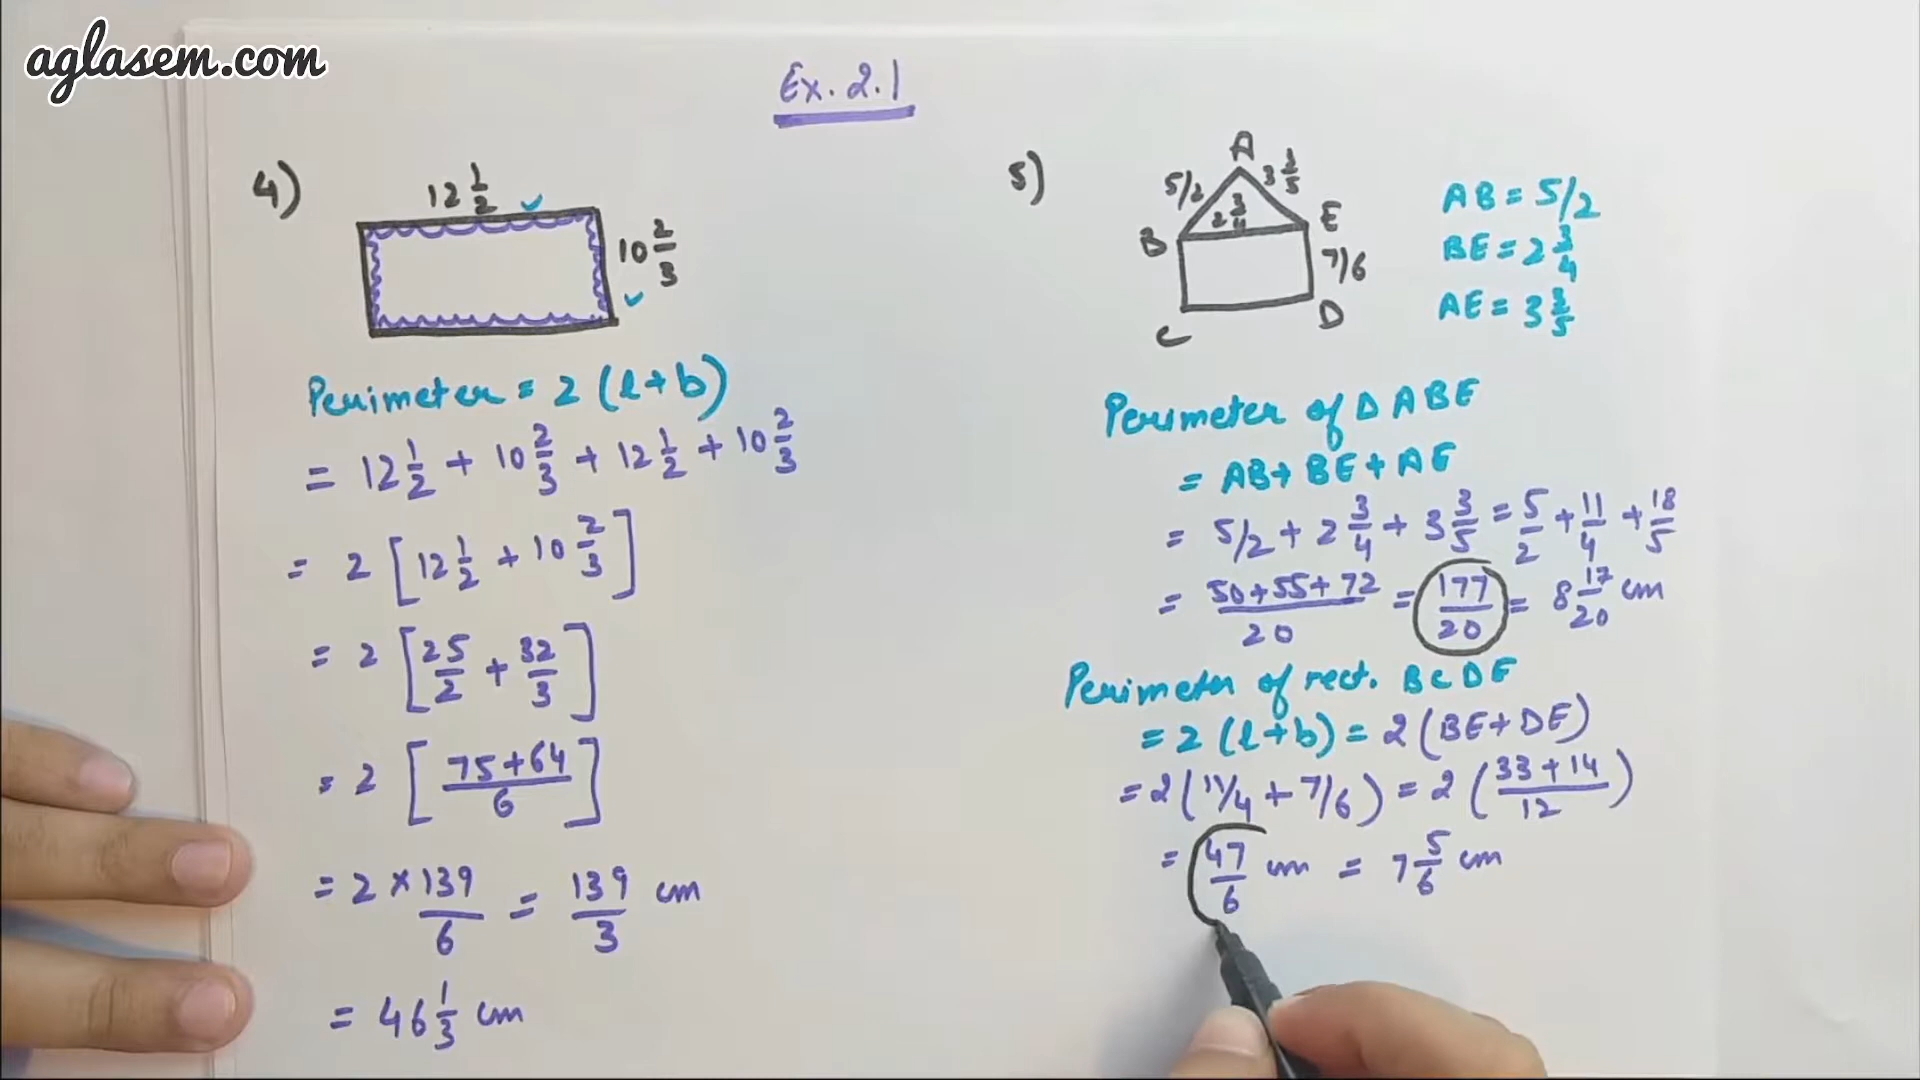 aglasem.com
Ex. 2.1
4)
12 1/2
10 2/3
Perimeter = 2 (l+b)
= 12 1/2 + 10 2/3 + 12 1/2 + 10 2/3
= 2 [12 1/2 + 10 2/3]
= 2 [25/2 + 32/3]
= 2 [75+64/6]
= 2 × 139/6 = 139/3 cm
= 46 1/3 cm
5)
A
5/2
3 3/5
2 3/4
B
E
7/6
C
D
AB = 5/2
BE = 2 3/4
AE = 3 3/5
Perimeter of Δ ABE
= AB + BE + AE
= 5/2 + 2 3/4 + 3 3/5 = 5/2 + 11/4 + 18/5
= 50+55+72/20 = 177/20 = 8 17/20 cm
Perimeter of rect. BCDE
= 2 (l+b) = 2 (BE+DE)
= 2 (11/4 + 7/6) = 2 (33+14/12)
= 47/6 cm = 7 5/6 cm